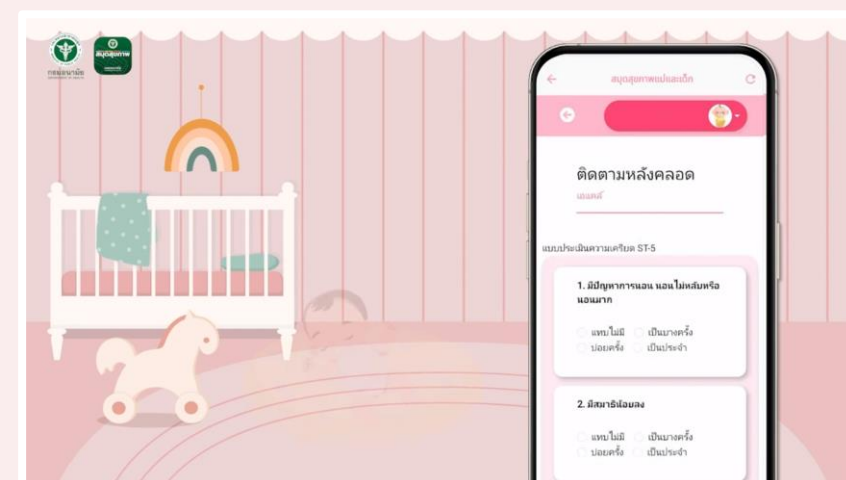 กรมอนามัย
สมุดสุขภาพ
สมุดสุขภาพแม่และเด็ก
ติดตามหลังคลอด
แบบประเมินความเครียด ST-5
1. มีปัญหาการนอน นอนไม่หลับหรือ
นอนมาก
แทบไม่มี เป็นบางครั้ง
บ่อยครั้ง เป็นประจำ
2. มีสมาธิน้อยลง
แทบไม่มี เป็นบางครั้ง
บ่อยครั้ง เป็นประจำ